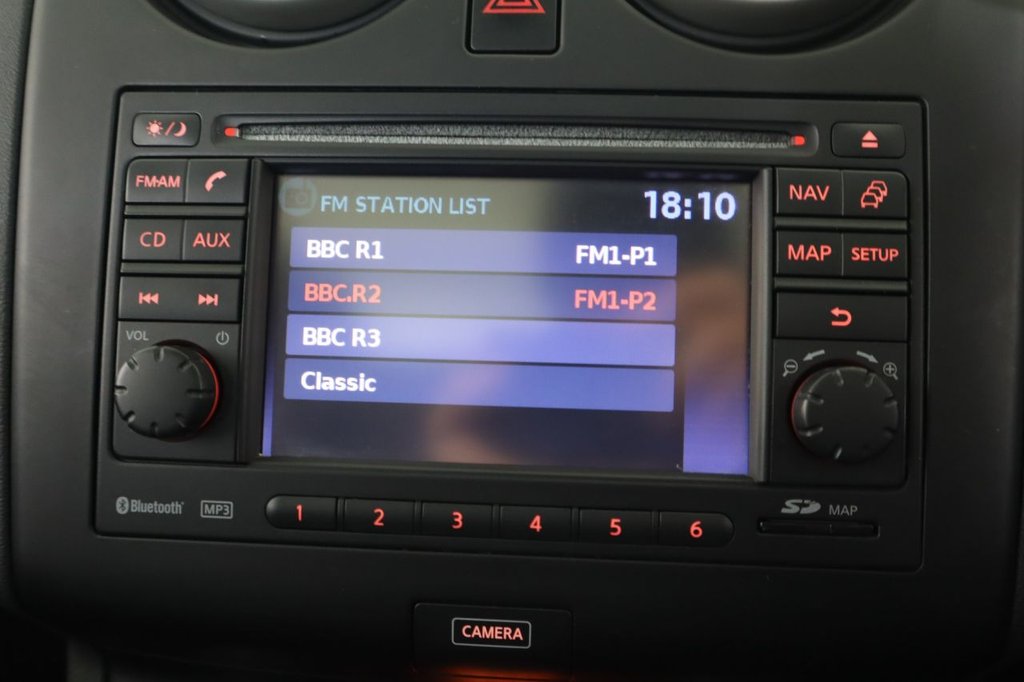 FM·AM
CD AUX
VOL
FM STATION LIST 18:10
BBC R1 FM1-P1
BBC.R2 FM1-P2
BBC R3
Classic
NAV
MAP SETUP
Bluetooth® MP3
1 2 3 4 5 6
SD MAP
CAMERA